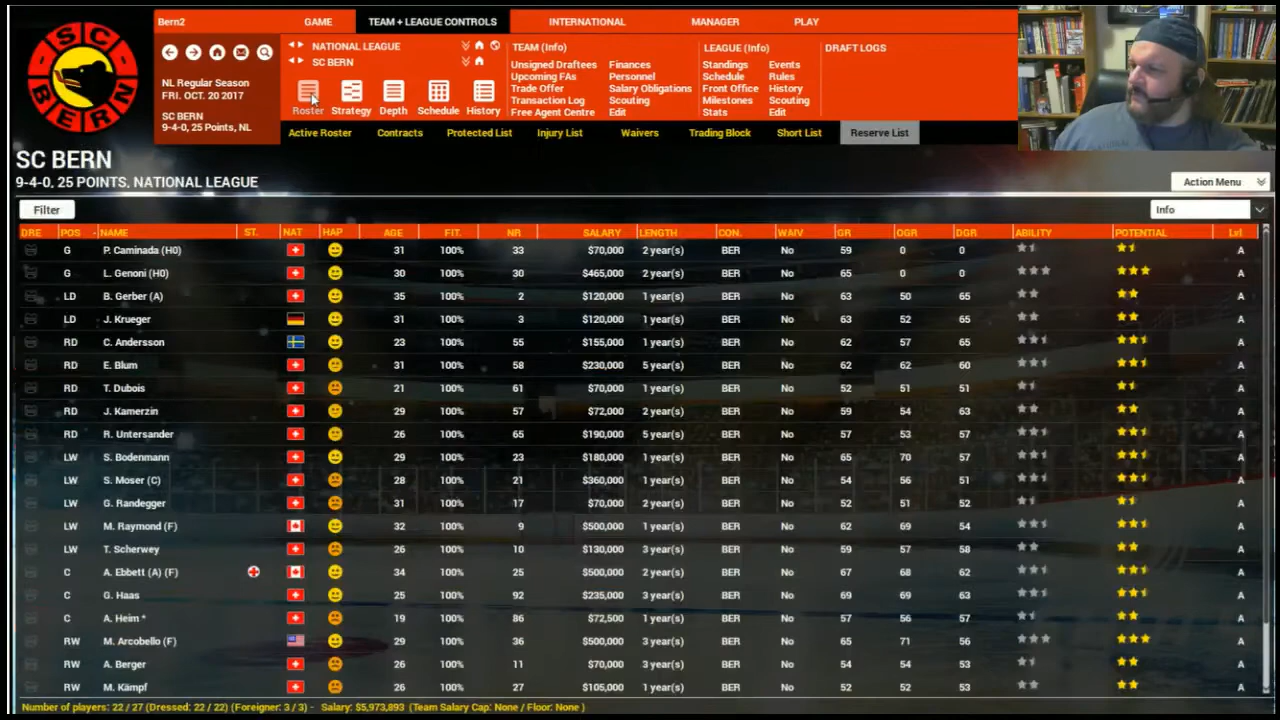 Bern2
GAME
TEAM + LEAGUE CONTROLS
INTERNATIONAL
MANAGER
PLAY
SC
BERN
NL Regular Season
FRI. OCT. 20 2017
SC BERN
9-4-0, 25 Points, NL
NATIONAL LEAGUE
SC BERN
Roster Strategy Depth Schedule History
TEAM (Info)
Unsigned Draftees Finances
Upcoming FAs Personnel
Trade Offer Salary Obligations
Transaction Log Scouting
Free Agent Centre Edit
LEAGUE (Info)
Standings Events
Schedule Rules
Front Office History
Milestones Scouting
Stats Edit
DRAFT LOGS
Active Roster Contracts Protected List Injury List Waivers Trading Block Short List Reserve List
SC BERN
9-4-0, 25 POINTS, NATIONAL LEAGUE
Action Menu
Filter
Info
DRE POS NAME ST. NAT HAP AGE FIT. NR SALARY LENGTH CON. WAIV GR OGR DGR ABILITY POTENTIAL Lvl
G P. Caminada (H0) 31 100% 33 $70,000 2 year(s) BER No 59 0 0 A
G L. Genoni (H0) 30 100% 30 $465,000 2 year(s) BER No 65 0 0 A
LD B. Gerber (A) 35 100% 2 $120,000 1 year(s) BER No 63 50 65 A
LD J. Krueger 31 100% 3 $120,000 1 year(s) BER No 63 52 65 A
RD C. Andersson 23 100% 55 $155,000 1 year(s) BER No 62 57 65 A
RD E. Blum 31 100% 58 $230,000 5 year(s) BER No 62 62 60 A
RD T. Dubois 21 100% 61 $70,000 1 year(s) BER No 52 51 51 A
RD J. Kamerzin 29 100% 57 $72,000 2 year(s) BER No 59 54 63 A
RD R. Untersander 26 100% 65 $190,000 5 year(s) BER No 57 53 57 A
LW S. Bodenmann 29 100% 23 $180,000 1 year(s) BER No 65 70 57 A
LW S. Moser (C) 28 100% 21 $360,000 1 year(s) BER No 54 56 51 A
LW G. Randegger 31 100% 17 $70,000 2 year(s) BER No 52 51 52 A
LW M. Raymond (F) 32 100% 9 $500,000 1 year(s) BER No 62 69 54 A
LW T. Scherwey 26 100% 10 $130,000 3 year(s) BER No 59 57 58 A
C A. Ebbett (A) (F) 34 100% 25 $500,000 2 year(s) BER No 67 68 62 A
C G. Haas 25 100% 92 $235,000 3 year(s) BER No 69 69 63 A
C A. Heim * 19 100% 86 $72,500 1 year(s) BER No 57 57 56 A
RW M. Arcobello (F) 29 100% 36 $500,000 3 year(s) BER No 65 71 56 A
RW A. Berger 26 100% 11 $70,000 3 year(s) BER No 54 54 53 A
RW M. Kämpf 26 100% 27 $105,000 1 year(s) BER No 52 52 53 A
Number of players: 22 / 27 (Dressed: 22 / 22) (Foreigner: 3 / 3) - Salary: $5,973,893 (Team Salary Cap: None / Floor: None )